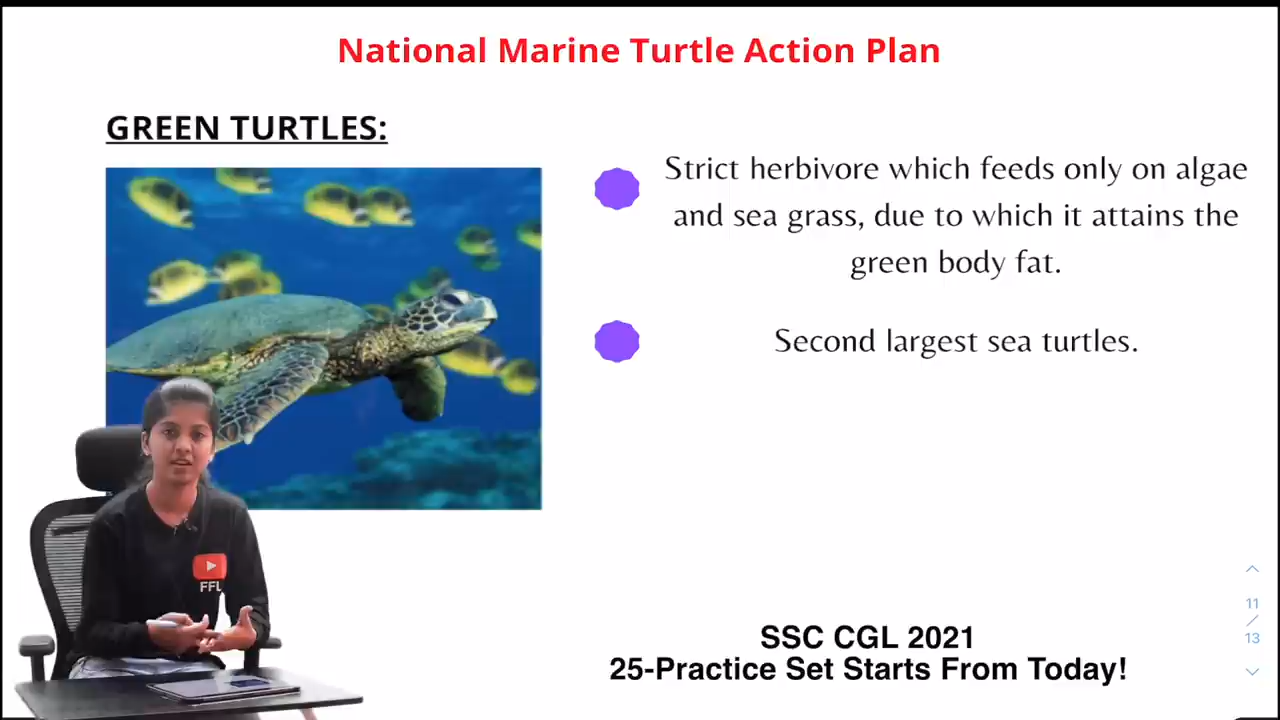 National Marine Turtle Action Plan
GREEN TURTLES:
Strict herbivore which feeds only on algae
and sea grass, due to which it attains the
green body fat.
Second largest sea turtles.
FFL
11
/
13
SSC CGL 2021
25-Practice Set Starts From Today!